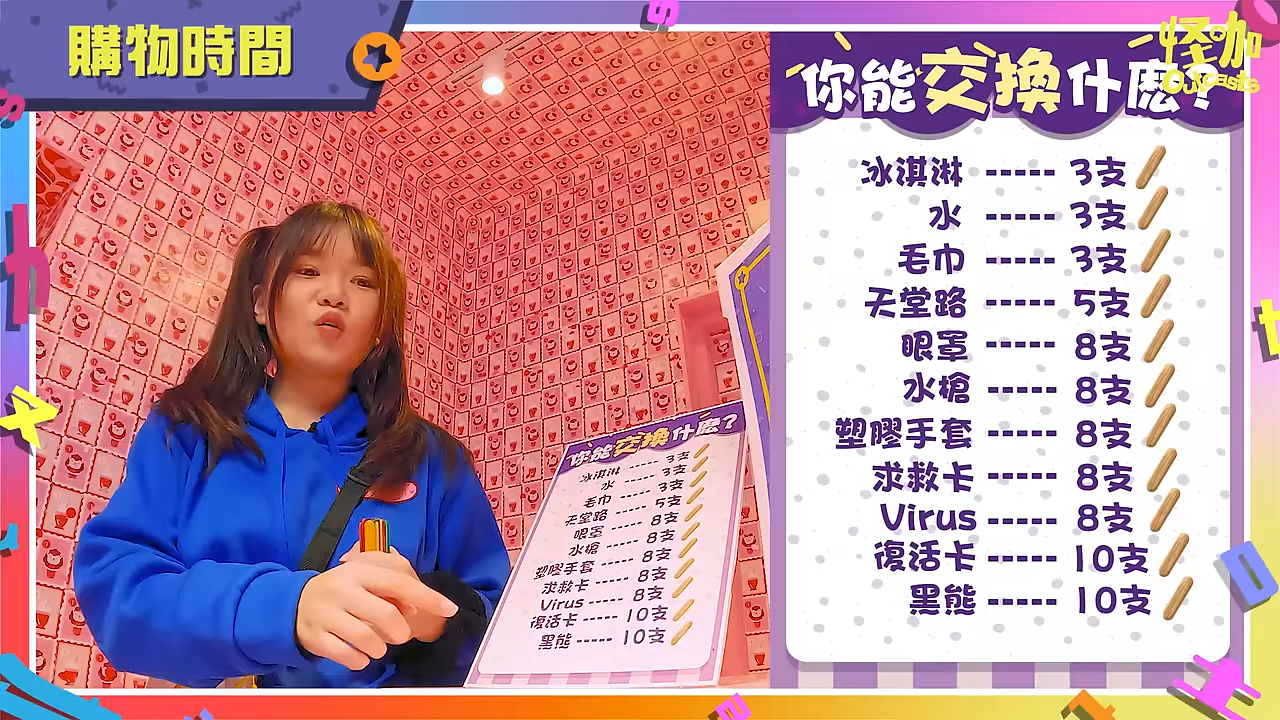 購物時間
怪咖
Outcasts
你能交換什麼?
冰淇淋 ----- 3支
水 ----- 3支
毛巾 ----- 3支
天堂路 ----- 5支
眼罩 ----- 8支
水槍 ----- 8支
塑膠手套 ----- 8支
求救卡 ----- 8支
Virus ----- 8支
復活卡 ----- 10支
黑熊 ----- 10支
你能交換什麼?
冰淇淋 ----- 3支
水 ----- 3支
毛巾 ----- 3支
天堂路 ----- 5支
眼罩 ----- 8支
水槍 ----- 8支
塑膠手套 ----- 8支
求救卡 ----- 8支
Virus ----- 8支
復活卡 ----- 10支
黑熊 ----- 10支